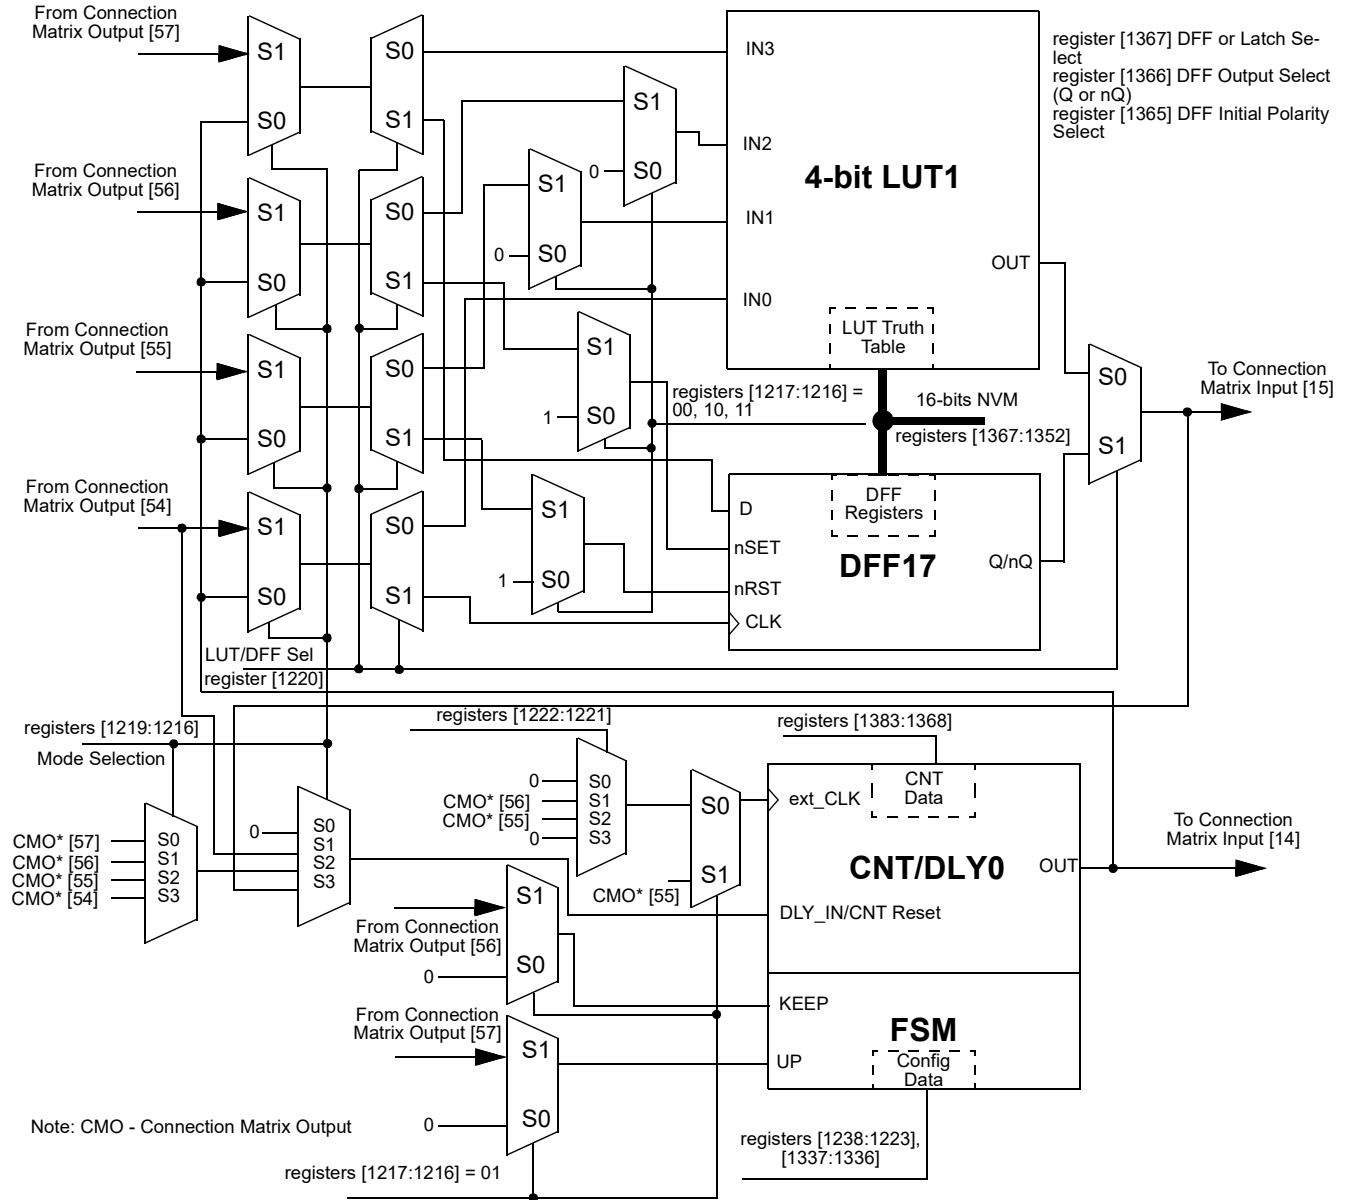 From Connection
Matrix Output [57]
S1
S0
S0
S1
From Connection
Matrix Output [56]
S1
S0
S0
S1
From Connection
Matrix Output [55]
S1
S0
S0
S1
From Connection
Matrix Output [54]
S1
S0
S0
S1
S1
S0
0
S1
S0
0
S1
S0
1
S1
S0
1
IN3
IN2
IN1
IN0
4-bit LUT1
OUT
LUT Truth
Table
register [1367] DFF or Latch Se-
lect
register [1366] DFF Output Select
(Q or nQ)
register [1365] DFF Initial Polarity
Select
registers [1217:1216] =
00, 10, 11
16-bits NVM
registers [1367:1352]
DFF
Registers
D
nSET
nRST
CLK
DFF17
Q/nQ
S0
S1
To Connection
Matrix Input [15]
LUT/DFF Sel
register [1220]
registers [1219:1216]
Mode Selection
CMO* [57]
CMO* [56]
CMO* [55]
CMO* [54]
S0
S1
S2
S3
0
S0
S1
S2
S3
registers [1222:1221]
0
CMO* [56]
CMO* [55]
0
S0
S1
S2
S3
S0
S1
CMO* [55]
registers [1383:1368]
CNT
Data
ext_CLK
CNT/DLY0
OUT
DLY_IN/CNT Reset
To Connection
Matrix Input [14]
From Connection
Matrix Output [56]
0
S1
S0
KEEP
FSM
UP
Config
Data
From Connection
Matrix Output [57]
0
S1
S0
Note: CMO - Connection Matrix Output
registers [1217:1216] = 01
registers [1238:1223],
[1337:1336]